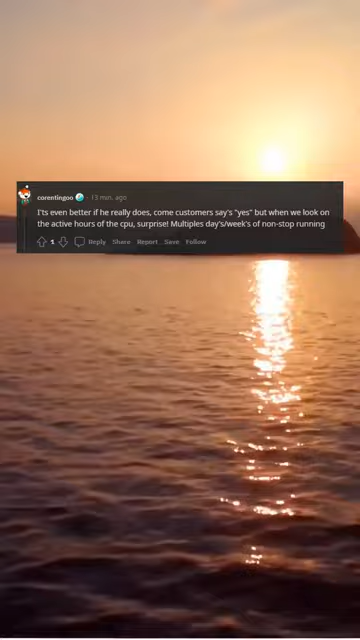 corentingoo · 13 min. ago
I'ts even better if he really does, come customers say's "yes" but when we look on
the active hours of the cpu, surprise! Multiples day's/week's of non-stop running
1 Reply Share Report Save Follow